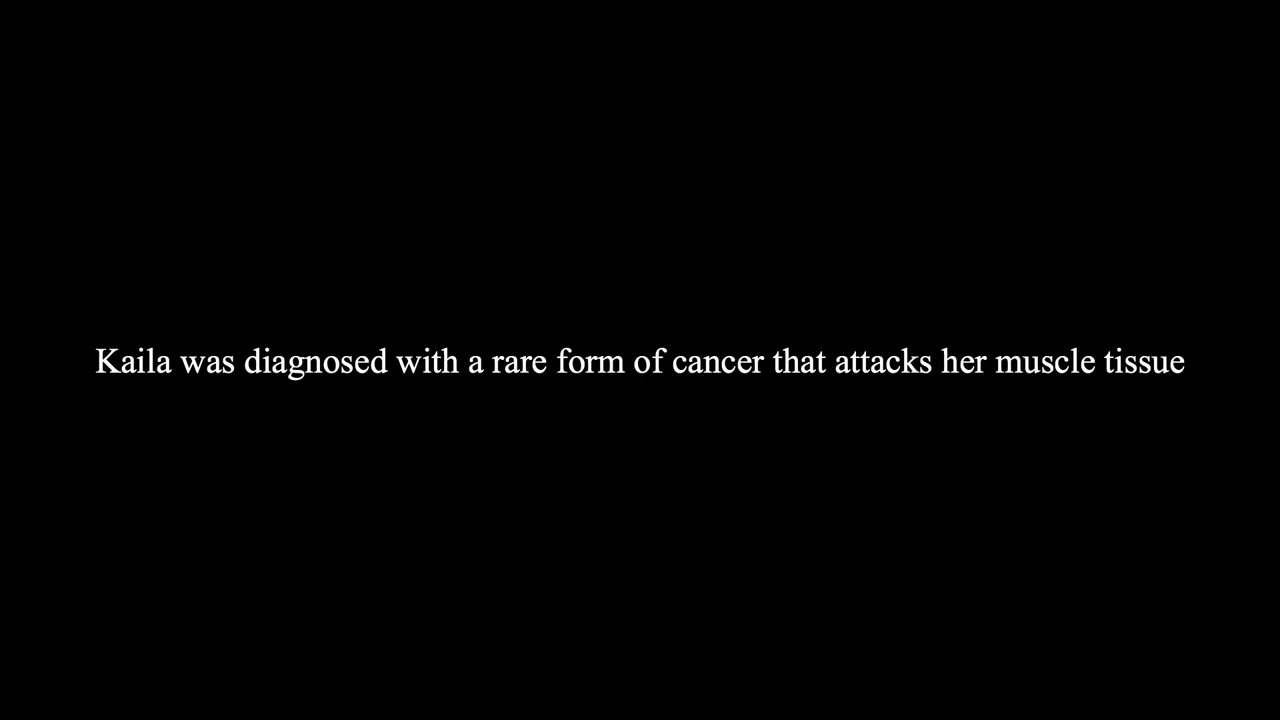 Kaila was diagnosed with a rare form of cancer that attacks her muscle tissue